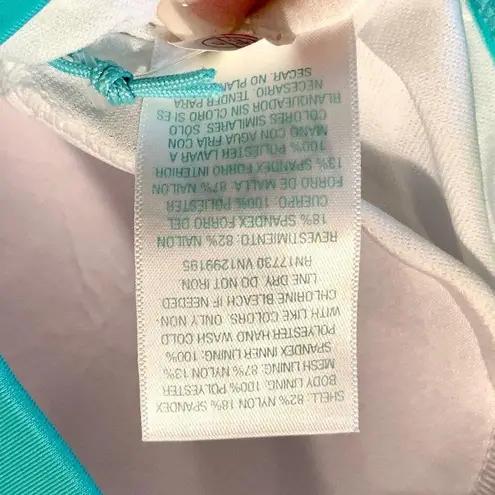 SHELL: 82% NYLON 18% SPANDEX
BODY LINING: 100% POLYESTER
MESH LINING: 87% NYLON 13%
SPANDEX INNER LINING: 100%
POLYESTER HAND WASH COLD
WITH LIKE COLORS. ONLY NON-
CHLORINE BLEACH IF NEEDED
LINE DRY. DO NOT IRON.
RN17730 VN1299195
REVESTIMIENTO: 82% NAILON
18% SPANDEX FORRO DEL
CUERPO: 100% POLIESTER
FORRO DE MALLA: 87% NAILON
13% SPANDEX FORRO INTERIOR
100% POLIESTER LAVAR A
MANO CON AGUA FRIA CON
COLORES SIMILARES. SOLO
BLANQUEADOR SIN CLORO SI ES
NECESARIO. TENDER PARA
SECAR. NO